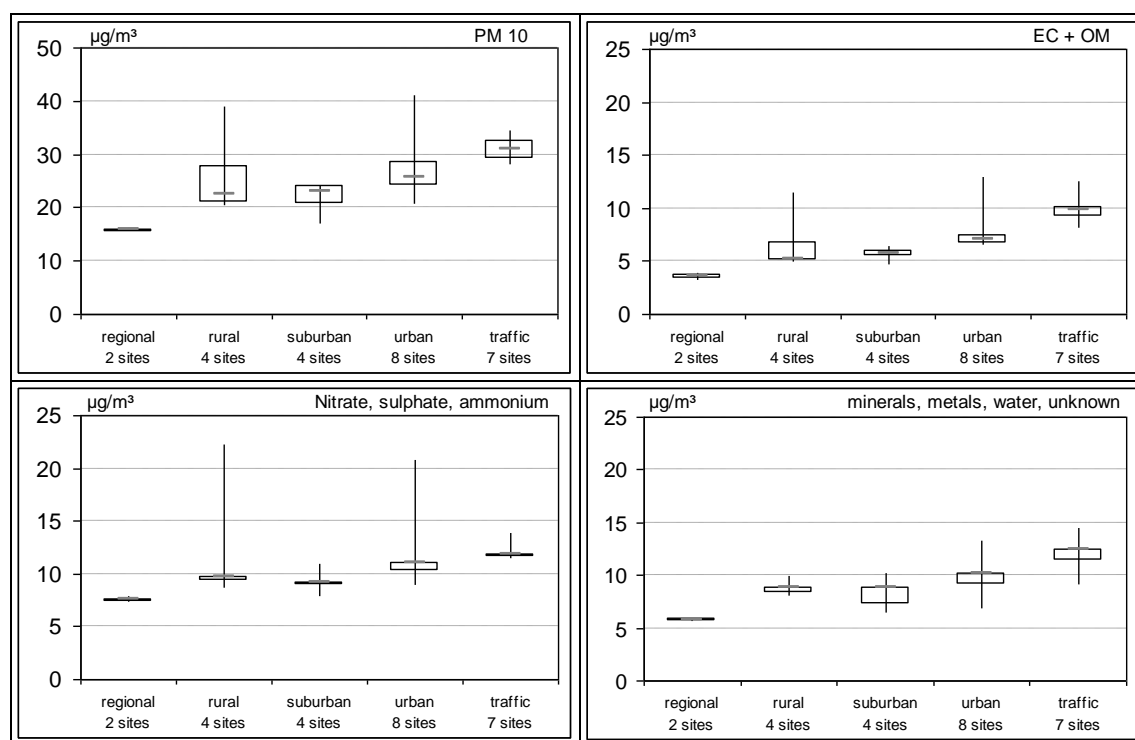 µg/m³ PM 10
50
40
30
20
10
0
regional rural suburban urban traffic
2 sites 4 sites 4 sites 8 sites 7 sites
µg/m³ EC + OM
25
20
15
10
5
0
regional rural suburban urban traffic
2 sites 4 sites 4 sites 8 sites 7 sites
µg/m³ Nitrate, sulphate, ammonium
25
20
15
10
5
0
regional rural suburban urban traffic
2 sites 4 sites 4 sites 8 sites 7 sites
µg/m³ minerals, metals, water, unknown
25
20
15
10
5
0
regional rural suburban urban traffic
2 sites 4 sites 4 sites 8 sites 7 sites